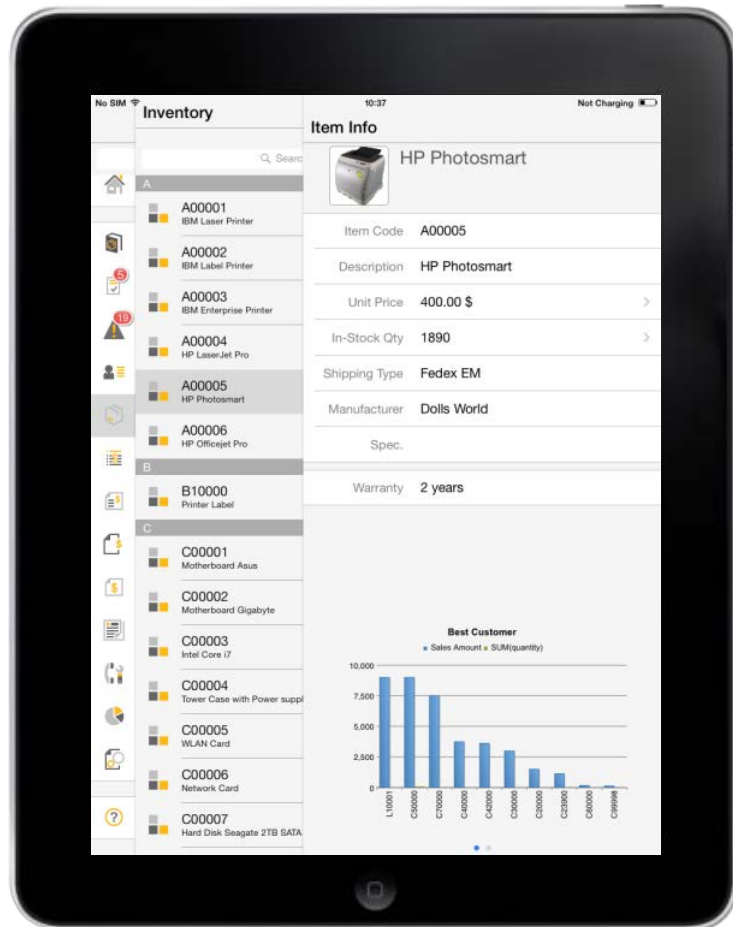 No SIM 10:37 Not Charging
Inventory
Item Info
Searc
HP Photosmart
5
19
A
A00001
IBM Laser Printer
A00002
IBM Label Printer
A00003
IBM Enterprise Printer
A00004
HP LaserJet Pro
A00005
HP Photosmart
A00006
HP Officejet Pro
B
B10000
Printer Label
C
C00001
Motherboard Asus
C00002
Motherboard Gigabyte
C00003
Intel Core i7
C00004
Tower Case with Power suppl
C00005
WLAN Card
C00006
Network Card
C00007
Hard Disk Seagate 2TB SATA
?
Item Code A00005
Description HP Photosmart
Unit Price 400.00 $
In-Stock Qty 1890
Shipping Type Fedex EM
Manufacturer Dolls World
Spec.
Warranty 2 years
Best Customer
Sales Amount SUM(quantity)
10,000
7,500
5,000
2,500
0
L10001 C50000 C70000 C40000 C42000 C30000 C20000 C23900 C60000 C99998